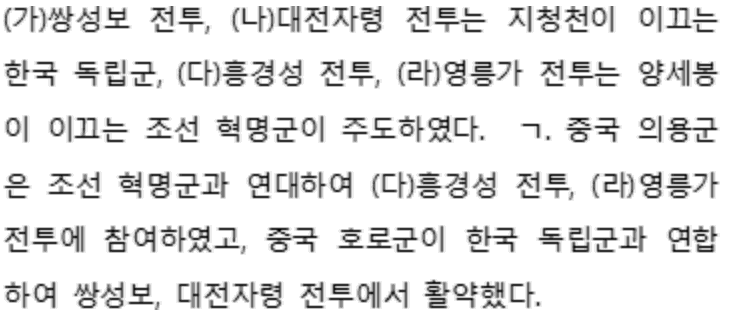 (가)쌍성보 전투, (나)대전자령 전투는 지청천이 이끄는
한국 독립군, (다)흥경성 전투, (라)영릉가 전투는 양세봉
이 이끄는 조선 혁명군이 주도하였다. ㄱ. 중국 의용군
은 조선 혁명군과 연대하여 (다)흥경성 전투, (라)영릉가
전투에 참여하였고, 중국 호로군이 한국 독립군과 연합
하여 쌍성보, 대전자령 전투에서 활약했다.